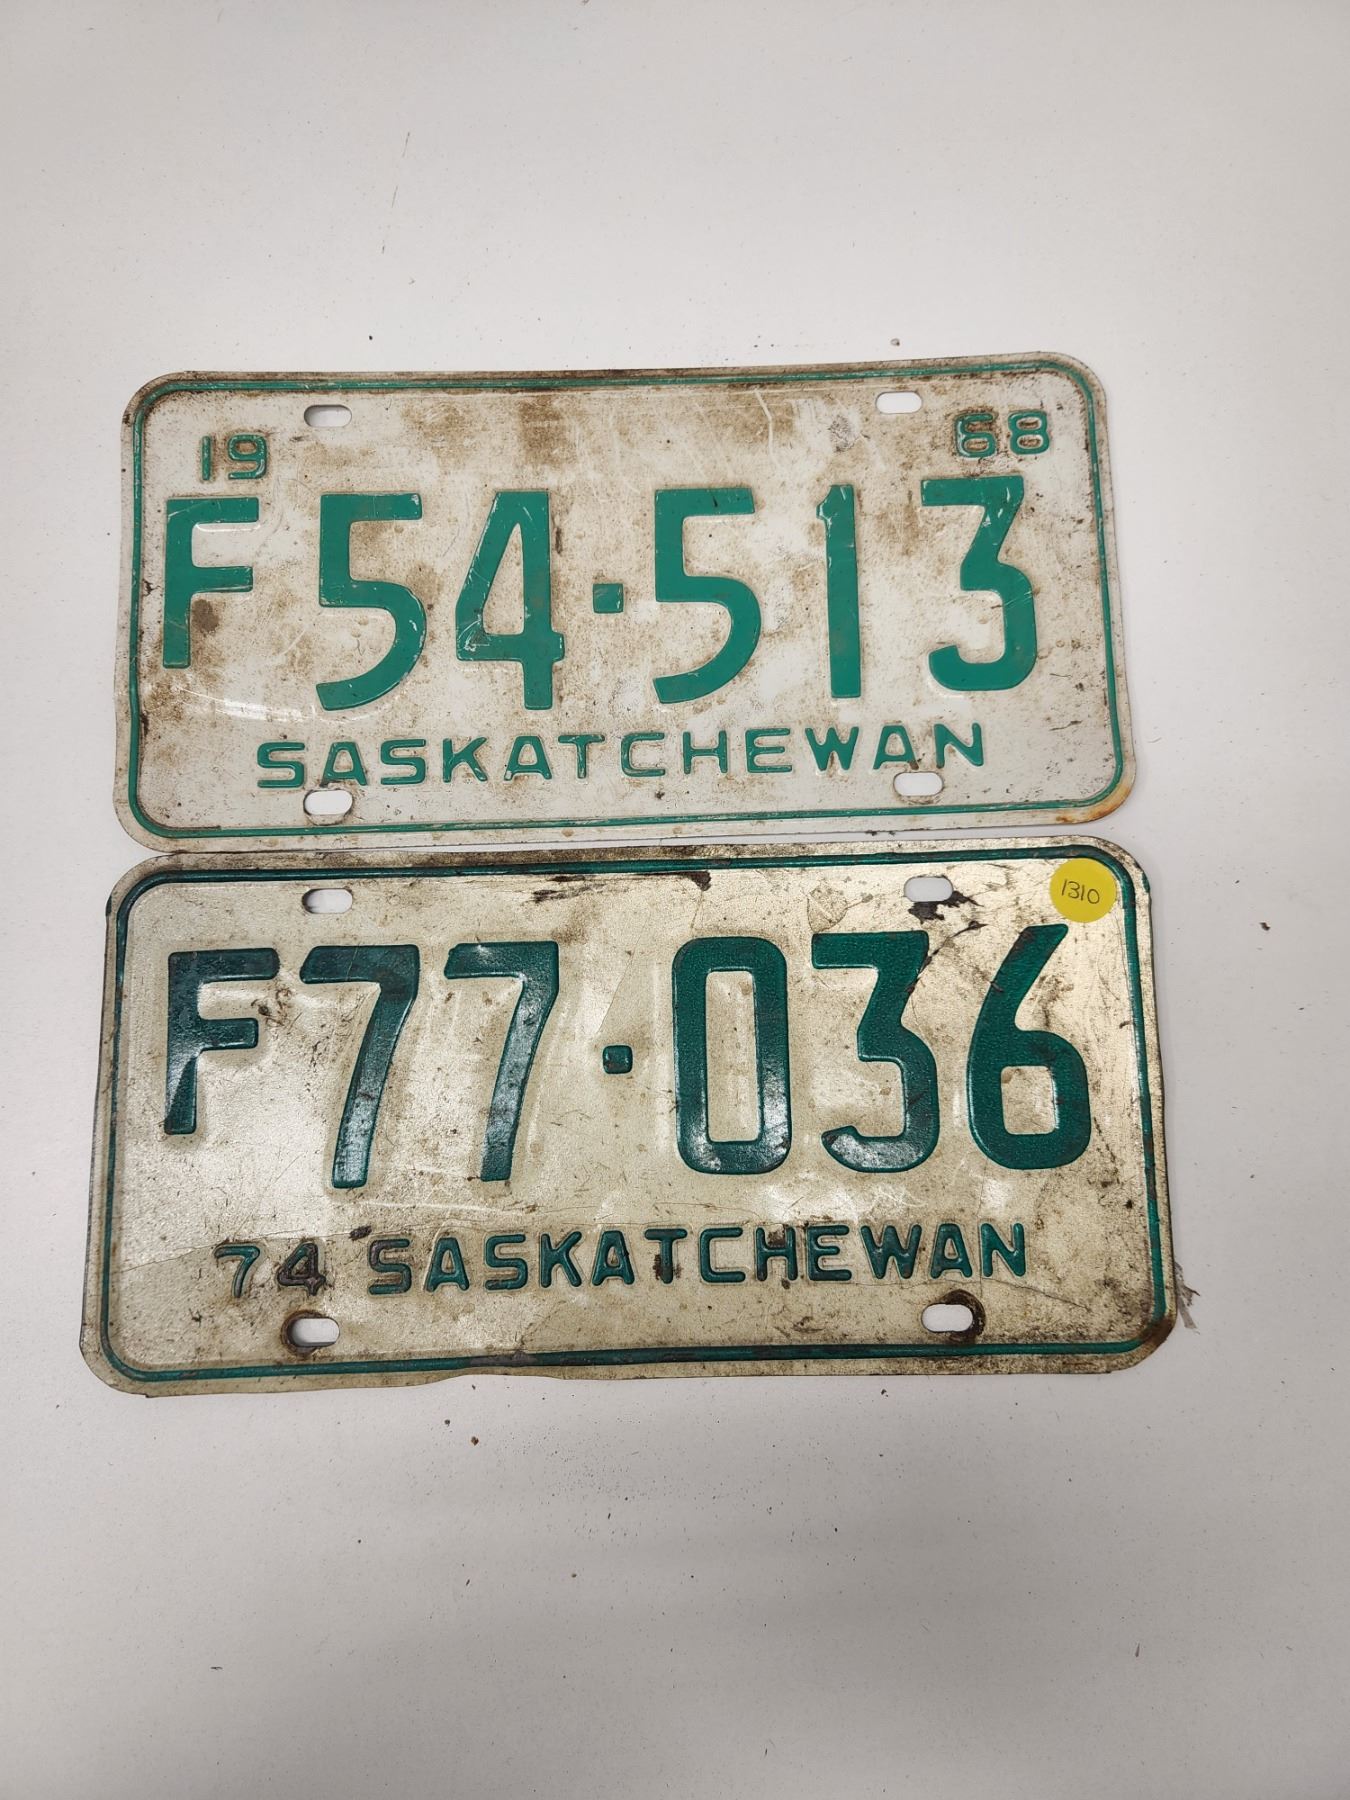 19 68
F54·513
SASKATCHEWAN
1310
F77·036
74 SASKATCHEWAN